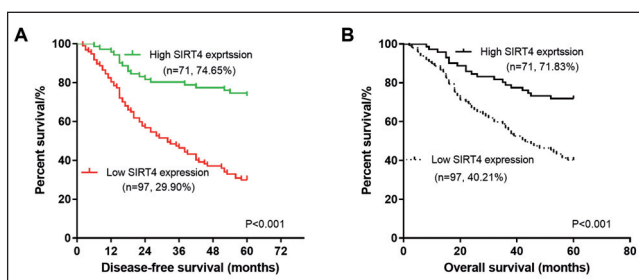 A
Percent survival/%
100
80
60
40
20
0
High SIRT4 exprtssion
(n=71, 74.65%)
Low SIRT4 expression
(n=97, 29.90%)
P<0.001
0 12 24 36 48 60 72
Disease-free survival (months)
B
Percent survival/%
100
80
60
40
20
0
High SIRT4 exprtssion
(n=71, 71.83%)
Low SIRT4 expression
(n=97, 40.21%)
P<0.001
0 20 40 60 80
Overall survival (months)